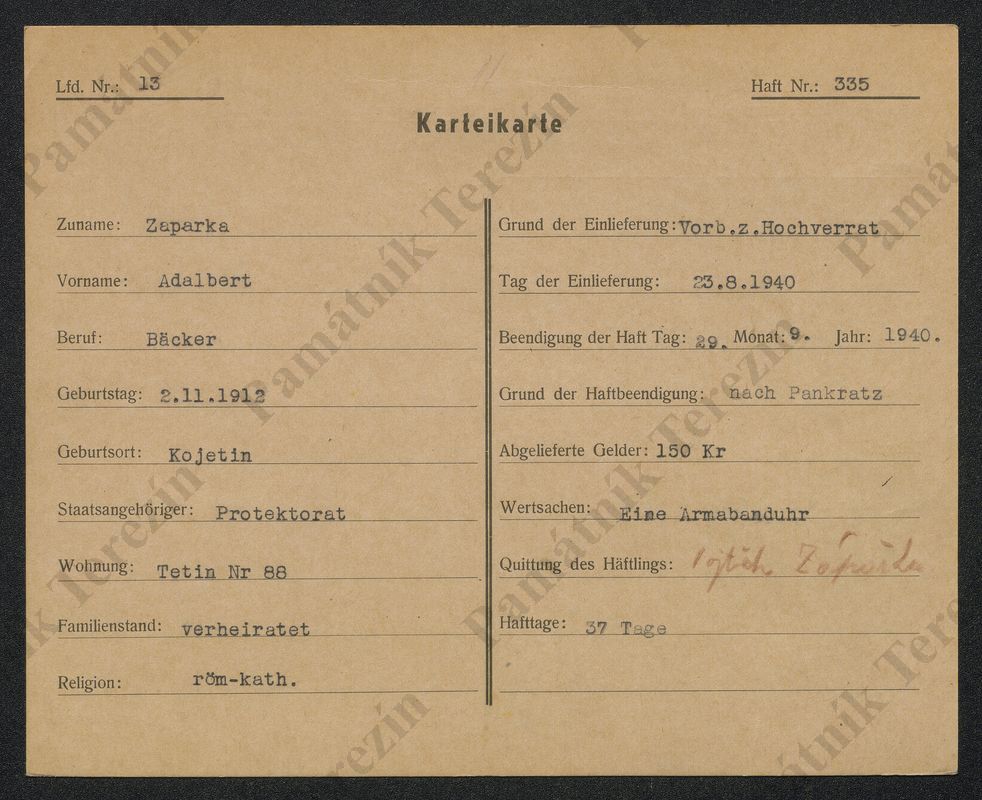 Lfd. Nr.: 13
Haft Nr.: 335
Karteikarte
Zuname: Zaparka
Vorname: Adalbert
Beruf: Bäcker
Geburtstag: 2.11.1912
Geburtsort: Kojetin
Staatsangehöriger: Protektorat
Wohnung: Tetin Nr 88
Familienstand: verheiratet
Religion: röm-kath.
Grund der Einlieferung: Vorb.z.Hochverrat
Tag der Einlieferung: 23.8.1940
Beendigung der Haft Tag: 29. Monat: 9. Jahr: 1940.
Grund der Haftbeendigung: nach Pankratz
Abgelieferte Gelder: 150 Kr
Wertsachen: Eine Armabanduhr
Quittung des Häftlings:
Hafttage: 37 Tage
Památník Terezín